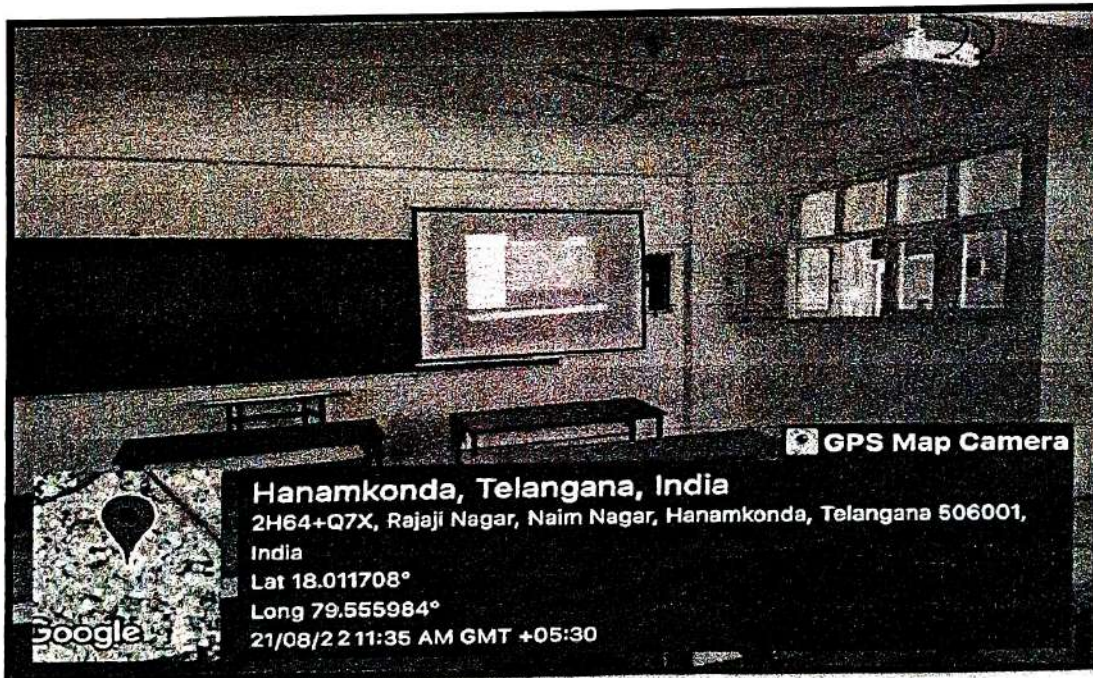 GPS Map Camera
Hanamkonda, Telangana, India
2H64+Q7X, Rajaji Nagar, Naim Nagar, Hanamkonda, Telangana 506001,
India
Lat 18.011708°
Long 79.555984°
21/08/22 11:35 AM GMT +05:30
Google